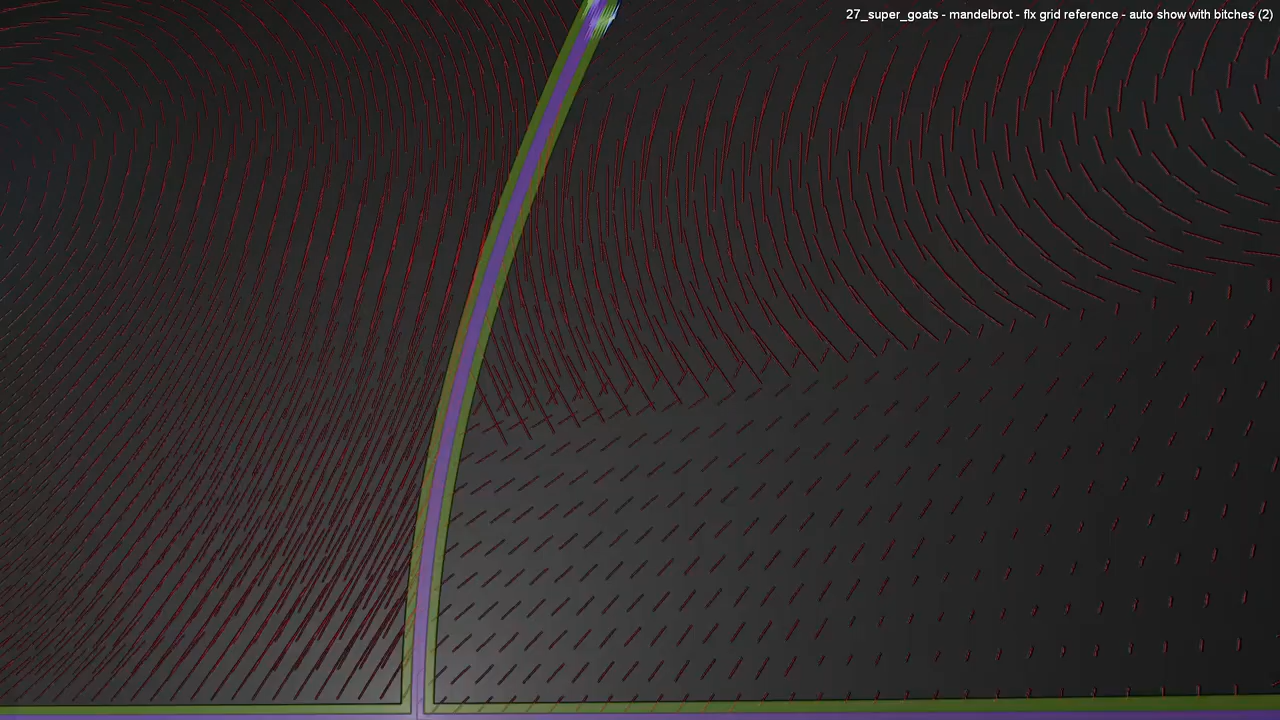 27_super_goats - mandelbrot - flx grid reference - auto show with bitches (2)